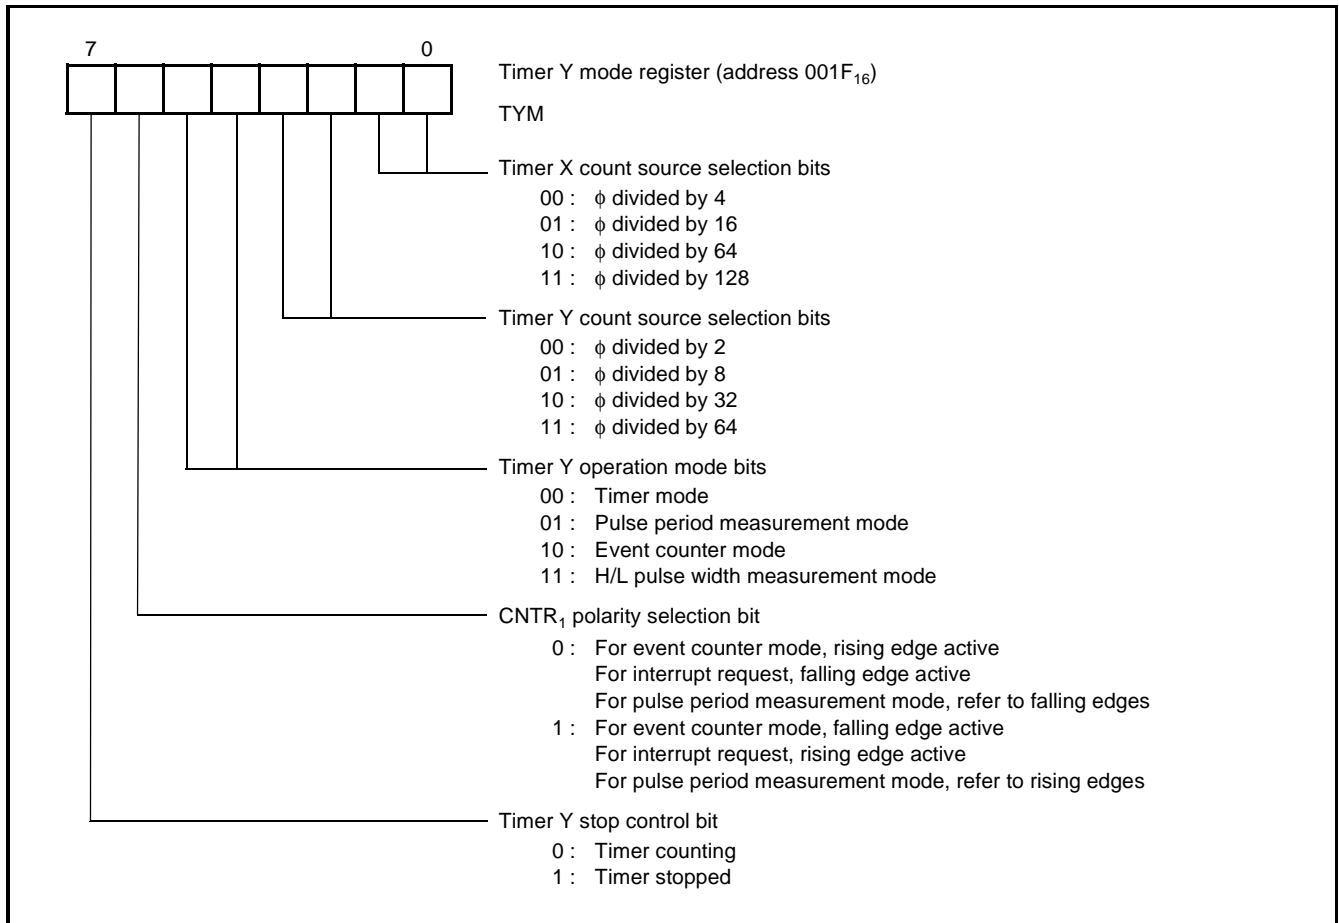 7 0
Timer Y mode register (address 001F₁₆)
TYM
Timer X count source selection bits
00 : ϕ divided by 4
01 : ϕ divided by 16
10 : ϕ divided by 64
11 : ϕ divided by 128
Timer Y count source selection bits
00 : ϕ divided by 2
01 : ϕ divided by 8
10 : ϕ divided by 32
11 : ϕ divided by 64
Timer Y operation mode bits
00 : Timer mode
01 : Pulse period measurement mode
10 : Event counter mode
11 : H/L pulse width measurement mode
CNTR₁ polarity selection bit
0 : For event counter mode, rising edge active
For interrupt request, falling edge active
For pulse period measurement mode, refer to falling edges
1 : For event counter mode, falling edge active
For interrupt request, rising edge active
For pulse period measurement mode, refer to rising edges
Timer Y stop control bit
0 : Timer counting
1 : Timer stopped